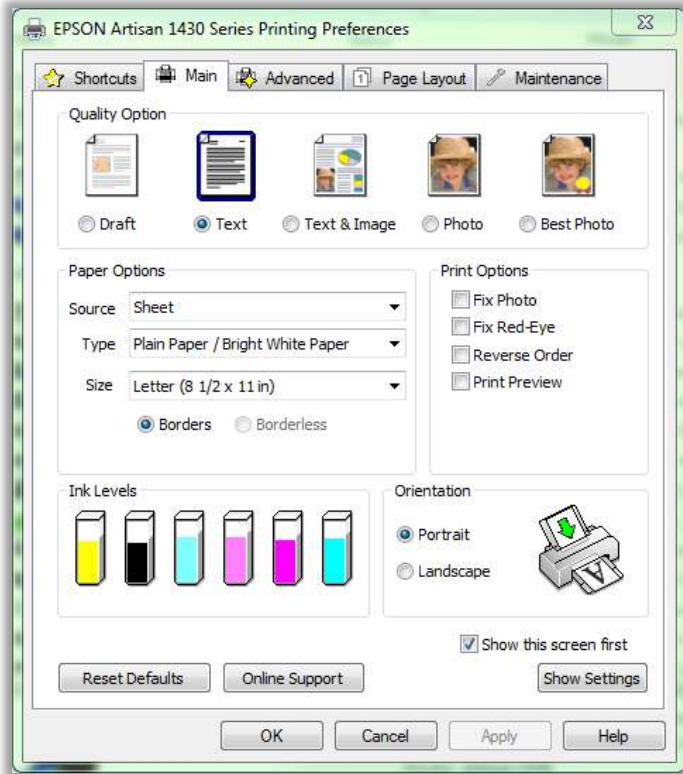 EPSON Artisan 1430 Series Printing Preferences
Shortcuts Main Advanced 1 Page Layout Maintenance
Quality Option
Draft Text Text & Image Photo Best Photo
Paper Options
Source Sheet
Type Plain Paper / Bright White Paper
Size Letter (8 1/2 x 11 in)
Borders Borderless
Print Options
Fix Photo
Fix Red-Eye
Reverse Order
Print Preview
Ink Levels
Orientation
Portrait
Landscape
A
Show this screen first
Reset Defaults Online Support Show Settings
OK Cancel Apply Help